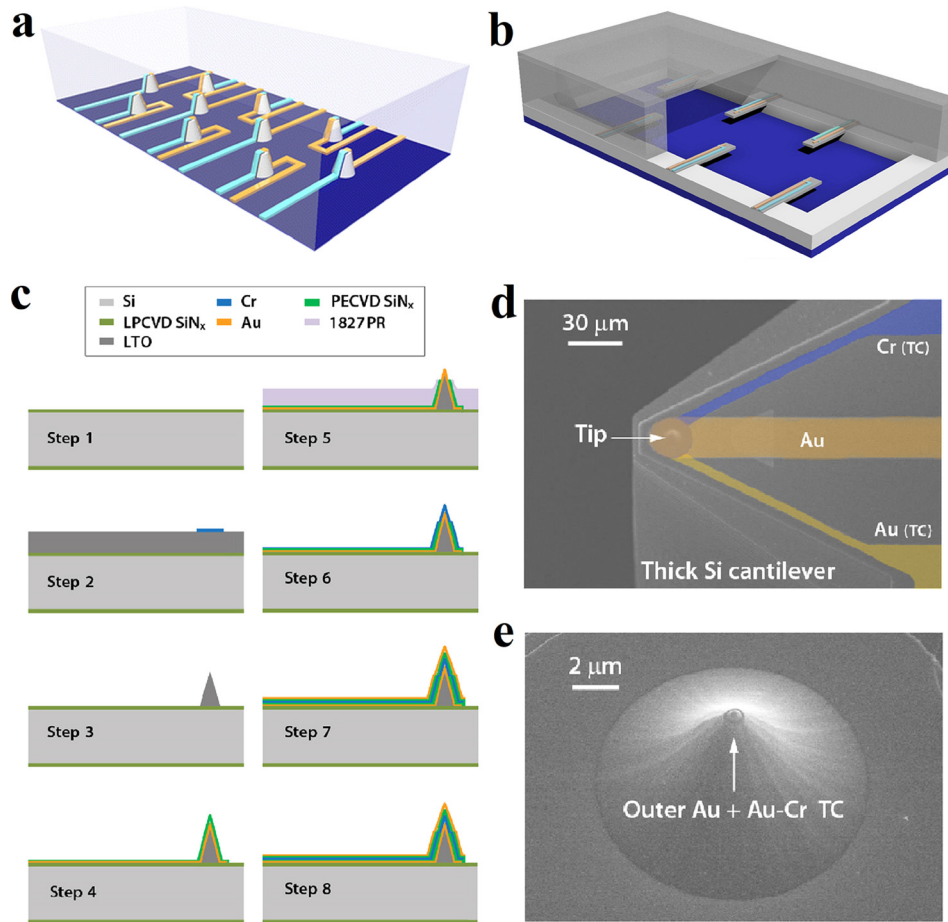 a
b
c
Si
Cr
PECVD SiNₓ
LPCVD SiNₓ
Au
1827 PR
LTO
Step 1
Step 5
Step 2
Step 6
Step 3
Step 7
Step 4
Step 8
d
30 μm
Cr (TC)
Tip
Au
Au (TC)
Thick Si cantilever
e
2 μm
Outer Au + Au-Cr TC